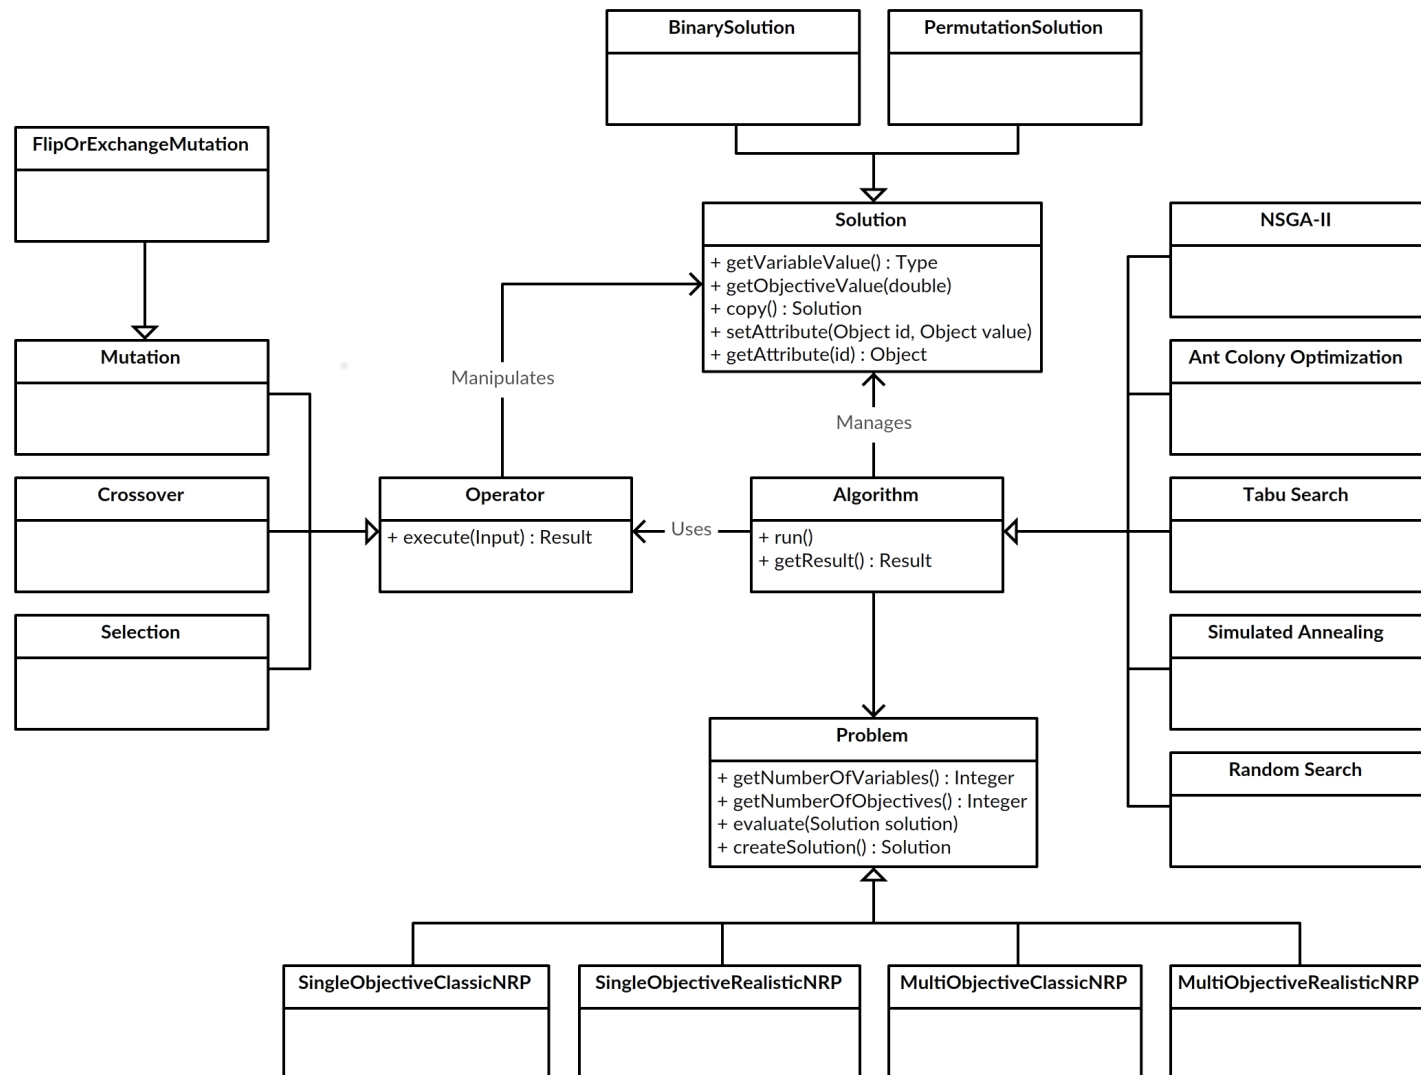 BinarySolution
PermutationSolution
FlipOrExchangeMutation
Solution
+ getVariableValue() : Type
+ getObjectiveValue(double)
+ copy() : Solution
+ setAttribute(Object id, Object value)
+ getAttribute(id) : Object
NSGA-II
Mutation
Manipulates
Manages
Ant Colony Optimization
Crossover
Operator
+ execute(Input) : Result
Uses
Algorithm
+ run()
+ getResult() : Result
Tabu Search
Selection
Simulated Annealing
Problem
+ getNumberOfVariables() : Integer
+ getNumberOfObjectives() : Integer
+ evaluate(Solution solution)
+ createSolution() : Solution
Random Search
SingleObjectiveClassicNRP
SingleObjectiveRealisticNRP
MultiObjectiveClassicNRP
MultiObjectiveRealisticNRP